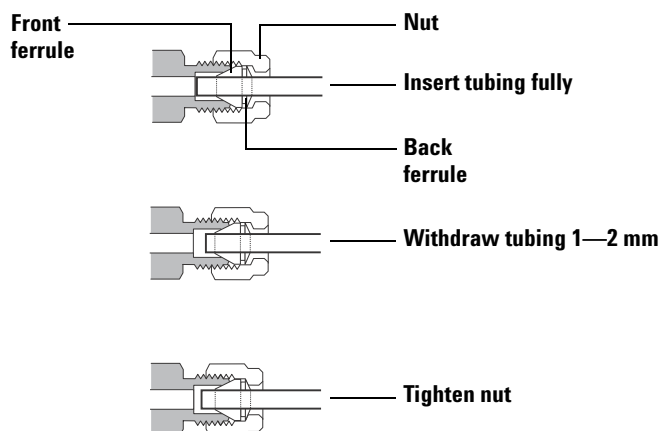 Front
ferrule
Nut
Insert tubing fully
Back
ferrule
Withdraw tubing 1—2 mm
Tighten nut